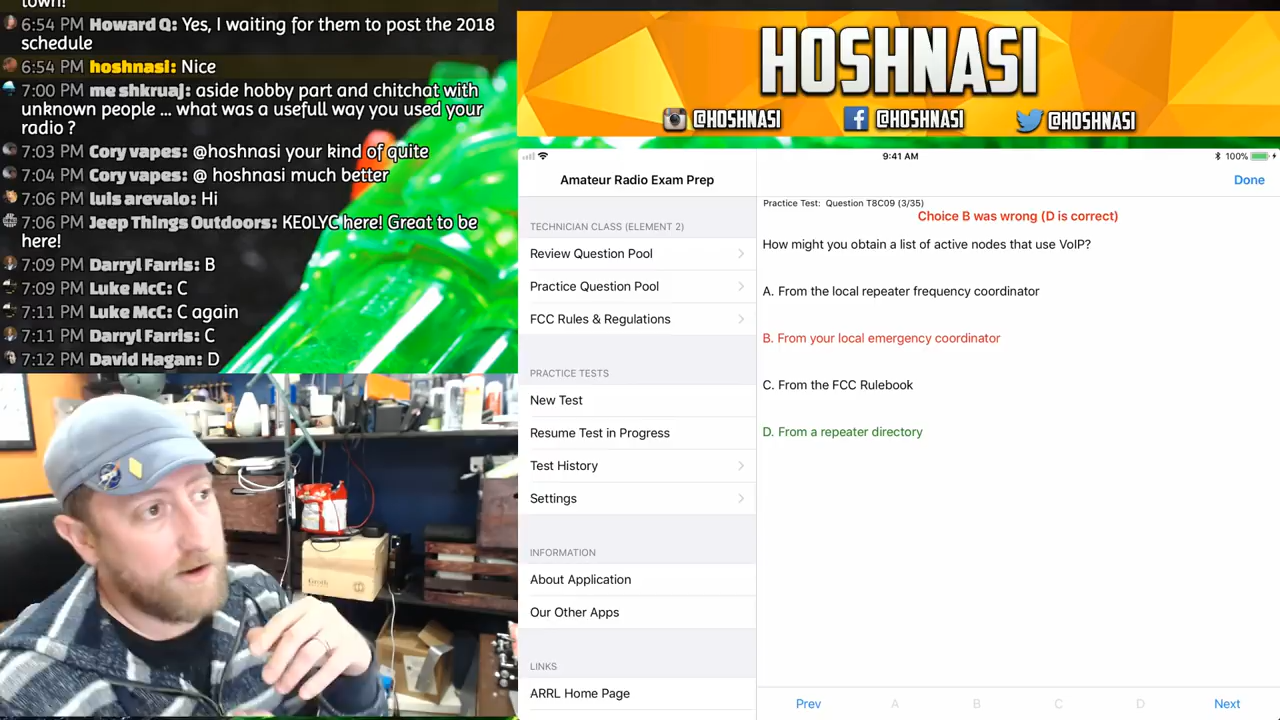 town!
6:54 PM Howard Q: Yes, I waiting for them to post the 2018
schedule
6:54 PM hoshnasi: Nice
7:00 PM me shkruaj: aside hobby part and chitchat with
unknown people ... what was a usefull way you used your
radio ?
7:03 PM Cory vapes: @hoshnasi your kind of quite
7:04 PM Cory vapes: @ hoshnasi much better
7:06 PM luis arevalo: Hi
7:06 PM Jeep Things Outdoors: KE0LYC here! Great to be
here!
7:09 PM Darryl Farris: B
7:09 PM Luke McC: C
7:11 PM Luke McC: C again
7:11 PM Darryl Farris: C
7:12 PM David Hagan: D
HOSHNASI
@HOSHNASI
@HOSHNASI
@HOSHNASI
9:41 AM
100%
Amateur Radio Exam Prep
TECHNICIAN CLASS (ELEMENT 2)
Review Question Pool
Practice Question Pool
FCC Rules & Regulations
PRACTICE TESTS
New Test
Resume Test in Progress
Test History
Settings
INFORMATION
About Application
Our Other Apps
LINKS
ARRL Home Page
Done
Practice Test: Question T8C09 (3/35)
Choice B was wrong (D is correct)
How might you obtain a list of active nodes that use VoIP?
A. From the local repeater frequency coordinator
B. From your local emergency coordinator
C. From the FCC Rulebook
D. From a repeater directory
Prev
A
B
C
D
Next